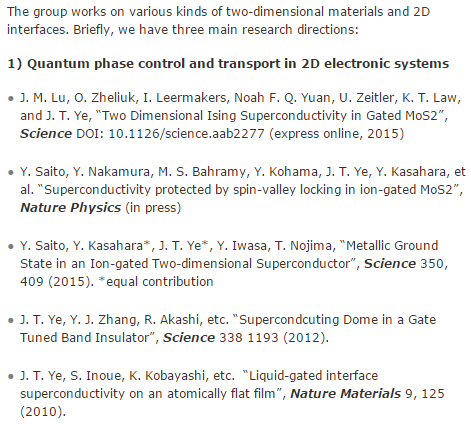 The group works on various kinds of two-dimensional materials and 2D
interfaces. Briefly, we have three main research directions:
1) Quantum phase control and transport in 2D electronic systems
● J. M. Lu, O. Zheliuk, I. Leermakers, Noah F. Q. Yuan, U. Zeitler, K. T. Law,
and J. T. Ye, “Two Dimensional Ising Superconductivity in Gated MoS2”,
Science DOI: 10.1126/science.aab2277 (express online, 2015)
● Y. Saito, Y. Nakamura, M. S. Bahramy, Y. Kohama, J. T. Ye, Y. Kasahara, et
al. “Superconductivity protected by spin-valley locking in ion-gated MoS2”,
Nature Physics (in press)
● Y. Saito, Y. Kasahara*, J. T. Ye*, Y. Iwasa, T. Nojima, “Metallic Ground
State in an Ion-gated Two-dimensional Superconductor”, Science 350,
409 (2015). *equal contribution
● J. T. Ye, Y. J. Zhang, R. Akashi, etc. “Supercondcuting Dome in a Gate
Tuned Band Insulator”, Science 338 1193 (2012).
● J. T. Ye, S. Inoue, K. Kobayashi, etc.  “Liquid-gated interface
superconductivity on an atomically flat film”, Nature Materials 9, 125
(2010).